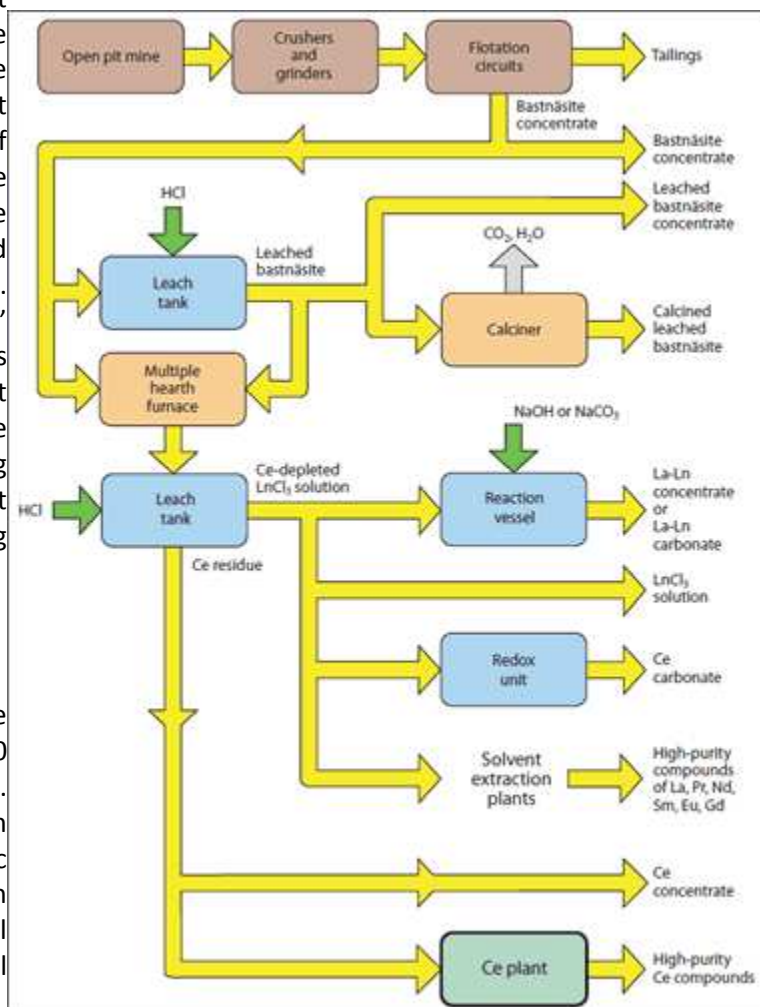 Open pit mine
Crushers
and
grinders
Flotation
circuits
Tailings
Bastnäsite
concentrate
Bastnäsite
concentrate
HCl
Leached
bastnäsite
Leached
bastnäsite
concentrate
CO₂, H₂O
Leach
tank
Calciner
Calcined
leached
bastnäsite
Multiple
hearth
furnace
NaOH or NaCO₃
Ce-depleted
LnCl₃ solution
HCl
Leach
tank
Reaction
vessel
La-Ln
concentrate
or
La-Ln
carbonate
Ce residue
LnCl₃
solution
Redox
unit
Ce
carbonate
Solvent
extraction
plants
High-purity
compounds
of La, Pr, Nd,
Sm, Eu, Gd
Ce
concentrate
Ce plant
High-purity
Ce compounds